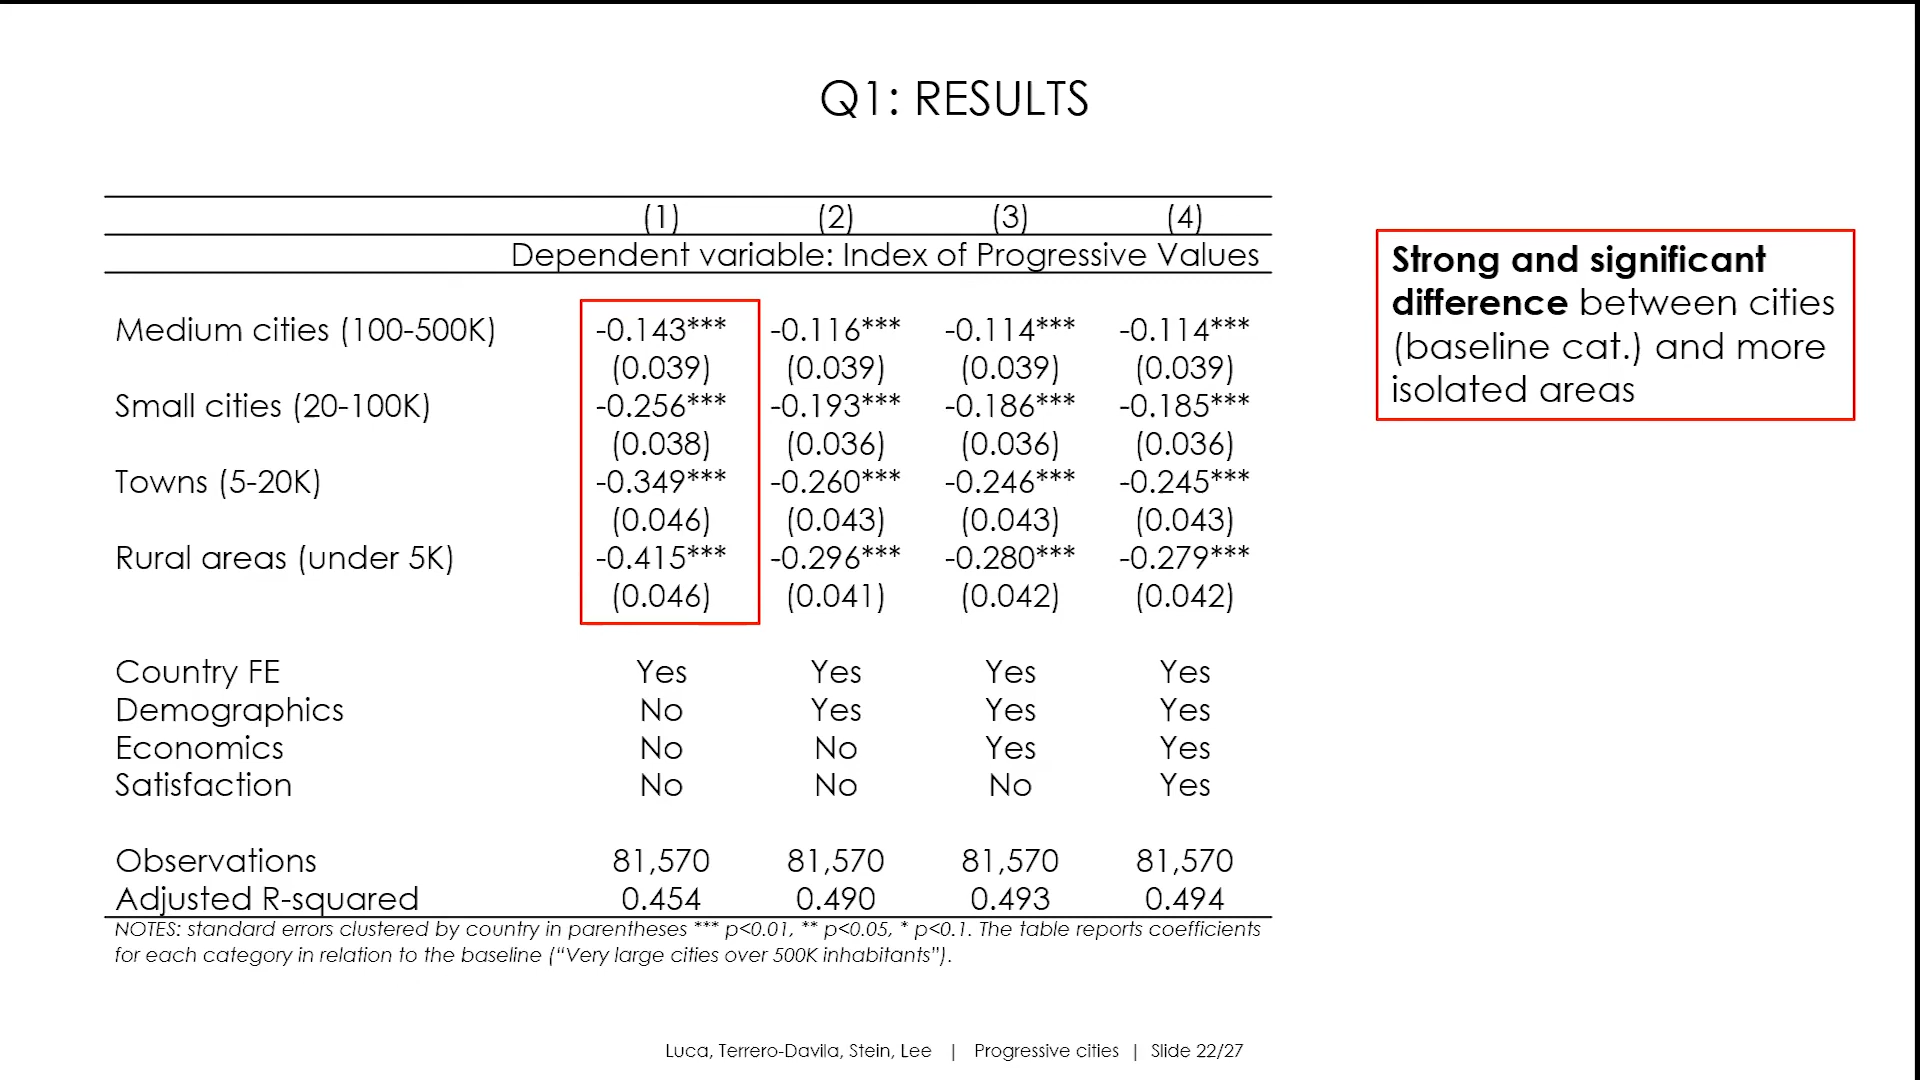 Q1: RESULTS
(1) (2) (3) (4)
Dependent variable: Index of Progressive Values
Medium cities (100-500K) -0.143*** -0.116*** -0.114*** -0.114***
(0.039) (0.039) (0.039) (0.039)
Small cities (20-100K) -0.256*** -0.193*** -0.186*** -0.185***
(0.038) (0.036) (0.036) (0.036)
Towns (5-20K) -0.349*** -0.260*** -0.246*** -0.245***
(0.046) (0.043) (0.043) (0.043)
Rural areas (under 5K) -0.415*** -0.296*** -0.280*** -0.279***
(0.046) (0.041) (0.042) (0.042)
Country FE Yes Yes Yes Yes
Demographics No Yes Yes Yes
Economics No No Yes Yes
Satisfaction No No No Yes
Observations 81,570 81,570 81,570 81,570
Adjusted R-squared 0.454 0.490 0.493 0.494
NOTES: standard errors clustered by country in parentheses *** p<0.01, ** p<0.05, * p<0.1. The table reports coefficients
for each category in relation to the baseline (“Very large cities over 500K inhabitants”).
Strong and significant
difference between cities
(baseline cat.) and more
isolated areas
Luca, Terrero-Davila, Stein, Lee | Progressive cities | Slide 22/27